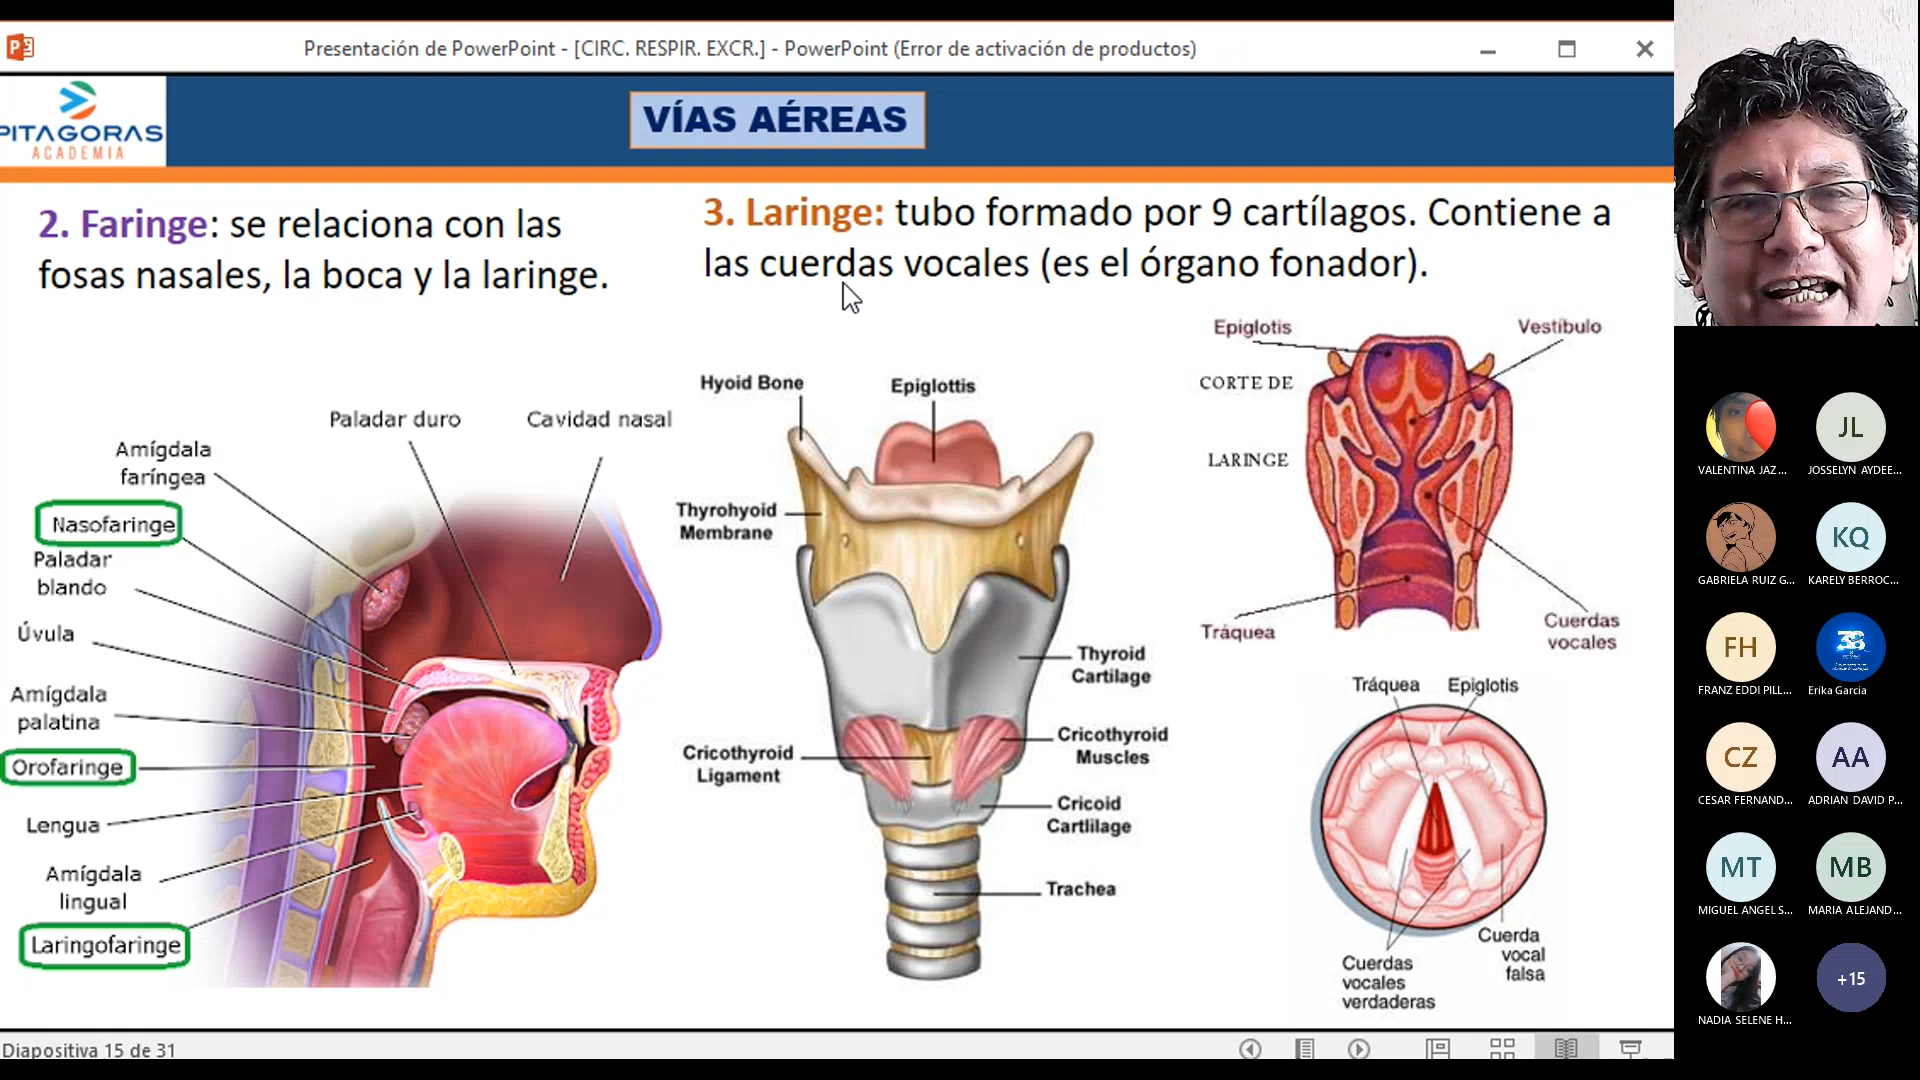 Presentación de PowerPoint - [CIRC. RESPIR. EXCR.] - PowerPoint (Error de activación de productos)
PITAGORAS
ACADEMIA
VÍAS AÉREAS
2. Faringe: se relaciona con las
fosas nasales, la boca y la laringe.
3. Laringe: tubo formado por 9 cartílagos. Contiene a
las cuerdas vocales (es el órgano fonador).
Paladar duro
Cavidad nasal
Amígdala
faríngea
Nasofaringe
Paladar
blando
Úvula
Amígdala
palatina
Orofaringe
Lengua
Amígdala
lingual
Laringofaringe
Hyoid Bone
Epiglottis
Thyrohyoid
Membrane
Thyroid
Cartilage
Cricothyroid
Ligament
Cricothyroid
Muscles
Cricoid
Cartlilage
Trachea
Epiglotis
Vestíbulo
CORTE DE
LARINGE
Tráquea
Cuerdas
vocales
Tráquea
Epiglotis
Cuerda
vocal
falsa
Cuerdas
vocales
verdaderas
Diapositiva 15 de 31
VALENTINA JAZ...
JL
JOSSELYN AYDEE...
GABRIELA RUIZ G...
KQ
KARELY BERROC...
FH
FRANZ EDDI PILL...
Erika Garcia
CZ
CESAR FERNAND...
AA
ADRIAN DAVID P...
MT
MIGUEL ANGEL S...
MB
MARIA ALEJAND...
NADIA SELENE H...
+15